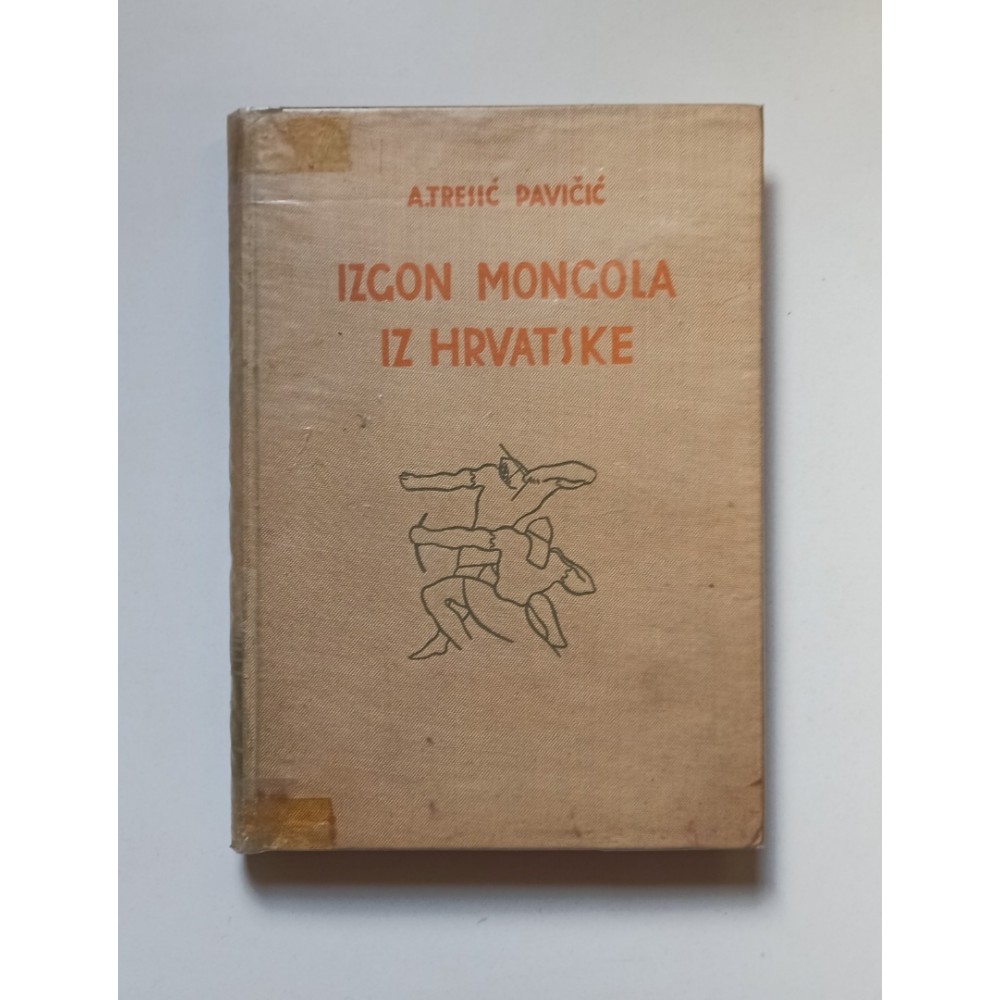 A.TRESIĆ PAVIČIĆ
IZGON MONGOLA
IZ HRVATSKE